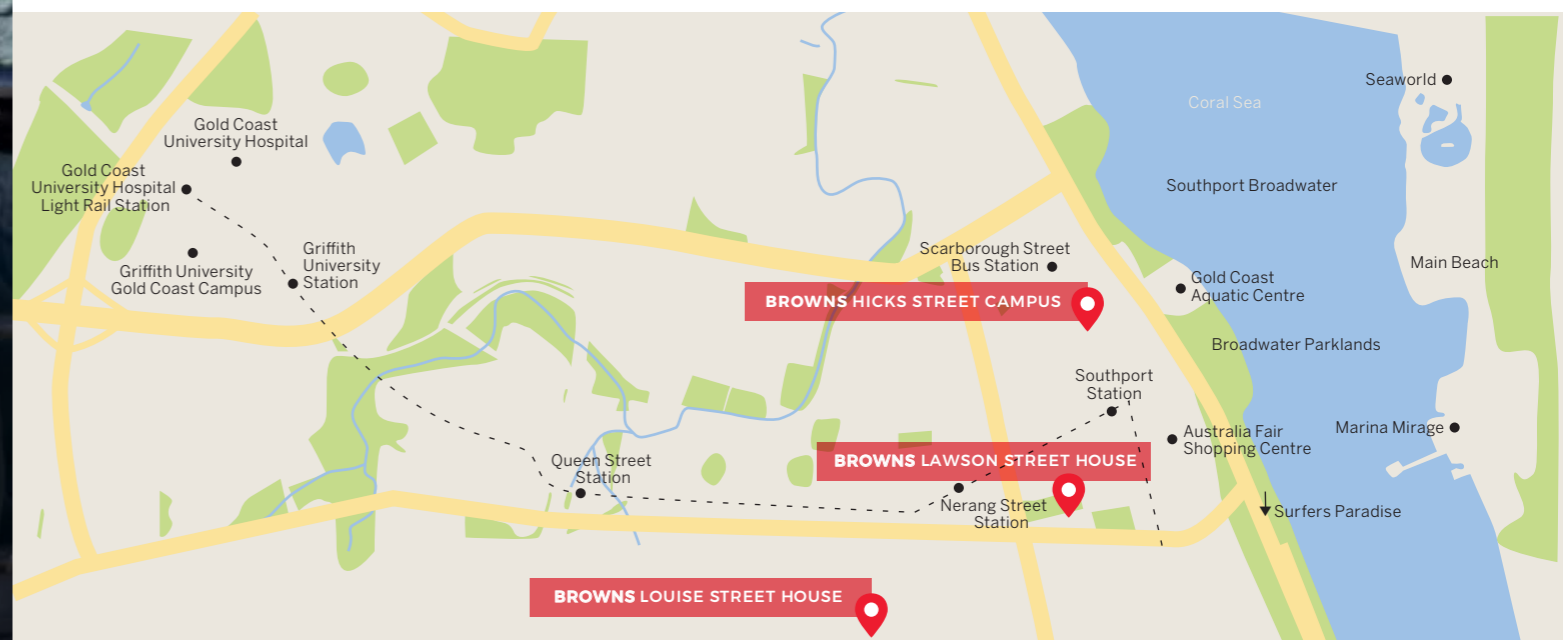 Seaworld
Coral Sea
Gold Coast
University Hospital
Gold Coast
University Hospital
Light Rail Station
Southport Broadwater
Griffith
University
Station
Griffith University
Gold Coast Campus
Scarborough Street
Bus Station
Main Beach
Gold Coast
Aquatic Centre
BROWNS HICKS STREET CAMPUS
Broadwater Parklands
Southport
Station
Marina Mirage
Australia Fair
Shopping Centre
BROWNS LAWSON STREET HOUSE
Queen Street
Station
Nerang Street
Station
Surfers Paradise
BROWNS LOUISE STREET HOUSE